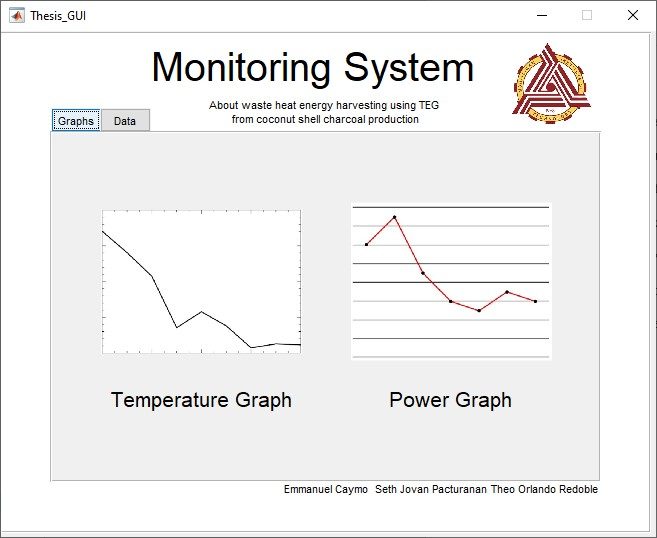 Thesis_GUI
Monitoring System
About waste heat energy harvesting using TEG
from coconut shell charcoal production
Graphs
Data
Temperature Graph
Power Graph
Emmanuel Caymo Seth Jovan Pacturanan Theo Orlando Redoble